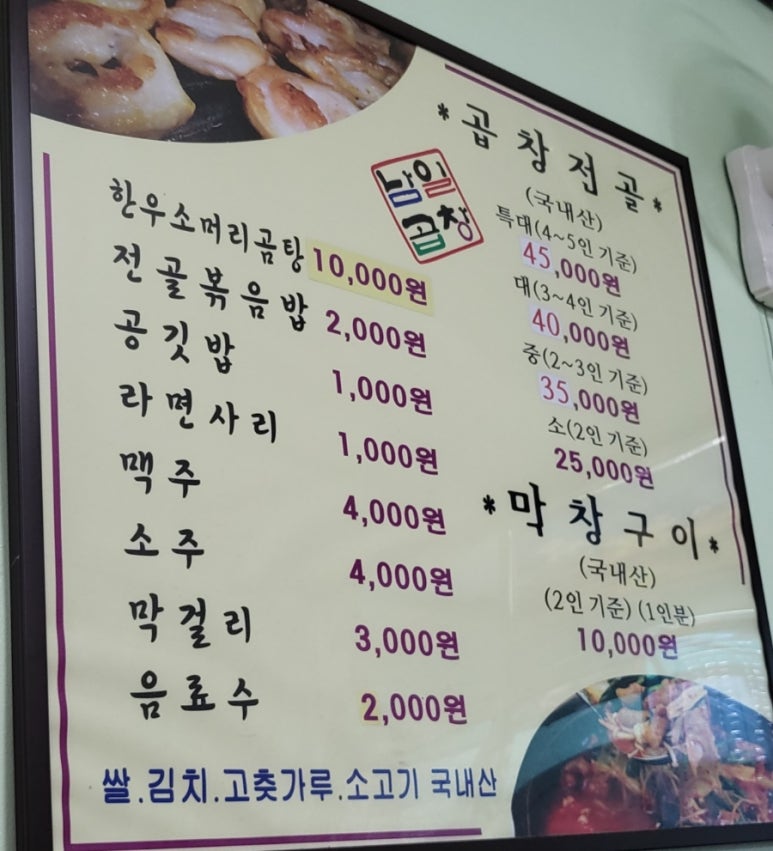 남일
곱창
한우소머리곰탕 10,000원
전골볶음밥 2,000원
공깃밥 1,000원
라면사리 1,000원
맥주 4,000원
소주 4,000원
막걸리 3,000원
음료수 2,000원
*곱창전골*
(국내산)
특대(4~5인 기준)
45,000원
대(3~4인 기준)
40,000원
중(2~3인 기준)
35,000원
소(2인 기준)
25,000원
*막창구이*
(국내산)
(2인 기준) (1인분)
10,000원
쌀.김치.고춧가루.소고기 국내산